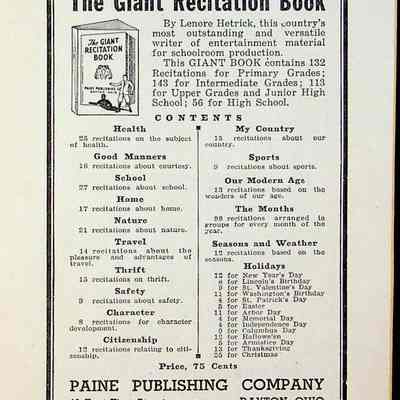 The Giant Recitation Book
The GIANT
RECITATION
BOOK
PAINE PUBLISHING CO
By Lenore Hetrick, this country's
most outstanding and versatile
writer of entertainment material
for schoolroom production.
This GIANT BOOK contains 132
Recitations for Primary Grades;
143 for Intermediate Grades; 113
for Upper Grades and Junior High
School; 56 for High School.
CONTENTS
Health
25 recitations on the subject
of health.
Good Manners
16 recitations about courtesy.
School
27 recitations about school.
Home
17 recitations about home.
Nature
21 recitations about nature.
Travel
14 recitations about the
pleasure and advantages of
travel.
Thrift
15 recitations on thrift.
Safety
9 recitations about safety.
Character
8 recitations for character
development.
Citizenship
12 recitations relating to citi-
zenship.
My Country
15 recitations about our
country.
Sports
9 recitations about sports.
Our Modern Age
13 recitations based on the
wonders of our age.
The Months
recitations arranged in
groups for every month of the
year.
Seasons and Weather
12 recitations based on the
seasons.
Holidays
12 for New Year's Day
for Lincoln's Birthday
9 for St. Valentine's Day
11 for Washington's Birthday
4 for St. Patrick's Day
5 for Easter
11 for Arbor Day
4 for Memorial Day
4 for Independence Day
9 for Columbus Day
12 for Hallowe'en
5 for Armistice Day
13 for Thanksgiving
25 for Christmas
Price, 75 Cents
PAINE PUBLISHING COMPANY
DAYTON, OHIO